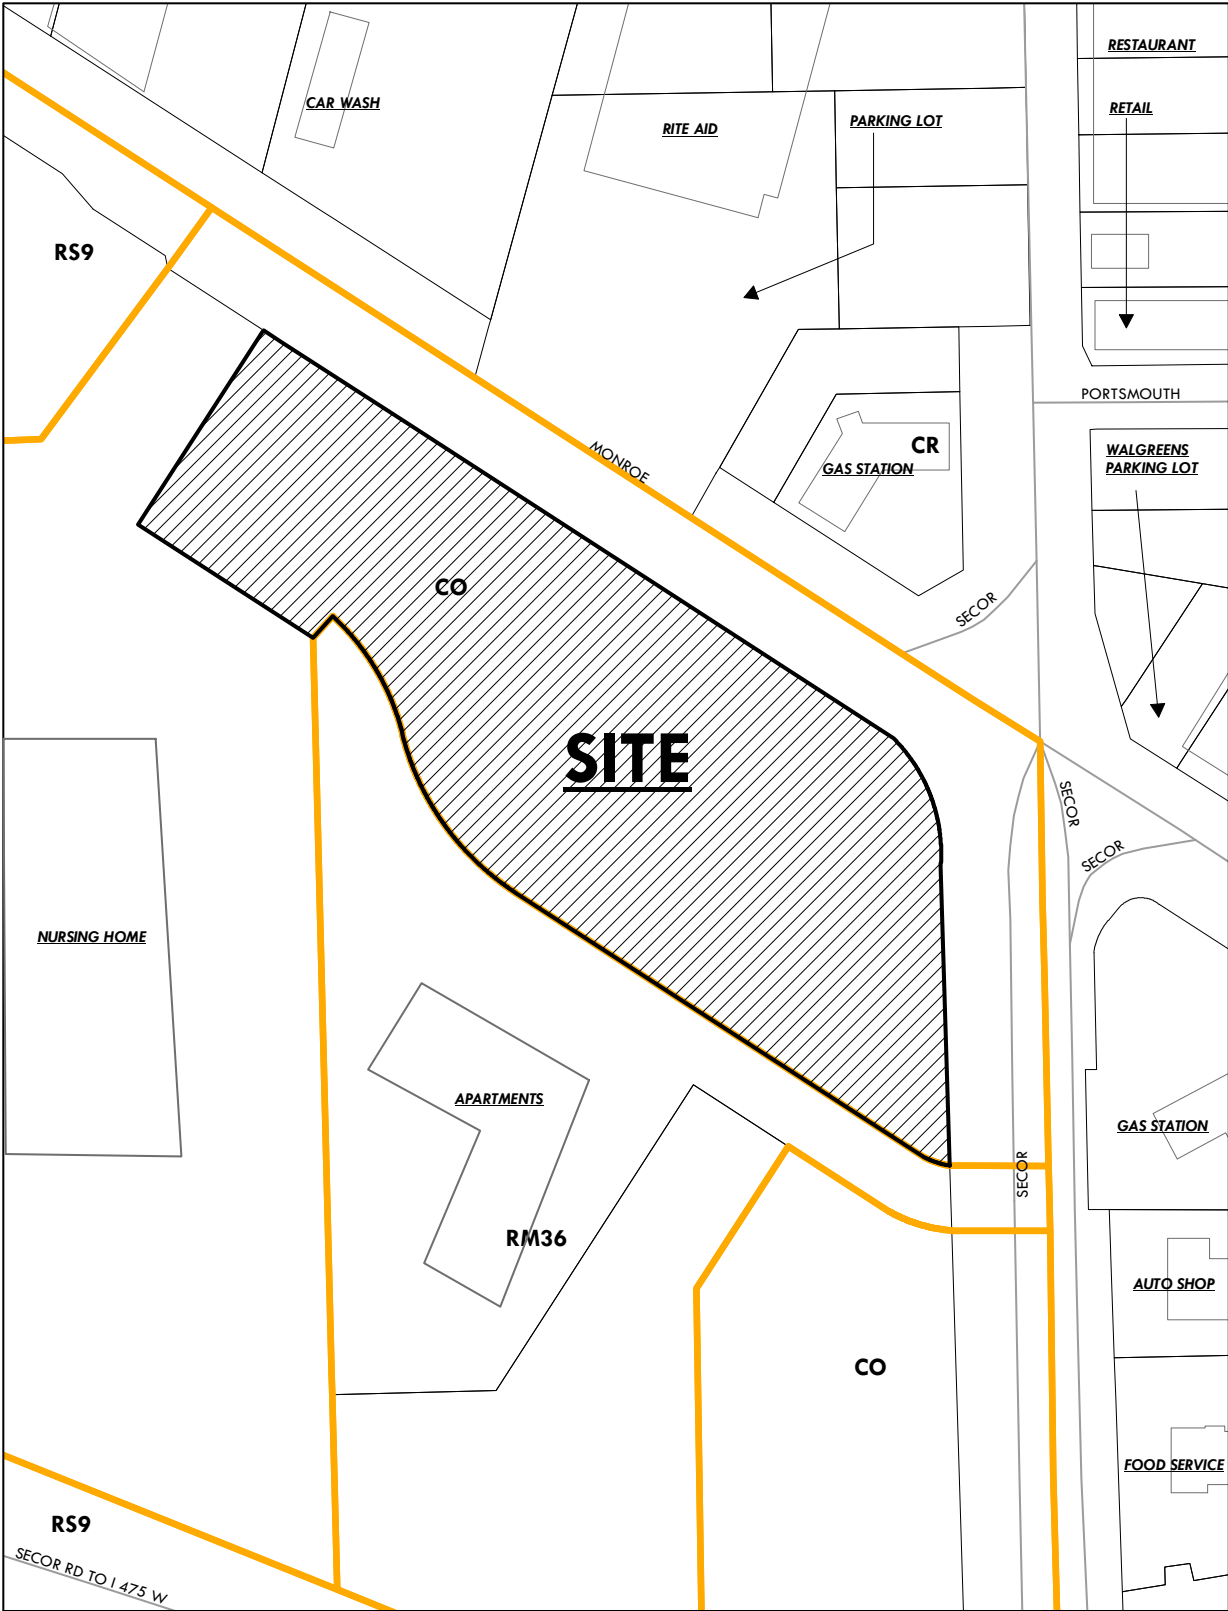 RESTAURANT
CAR WASH
RETAIL
PARKING LOT
RITE AID
RS9
PORTSMOUTH
CR
MONROE
WALGREENS
PARKING LOT
GAS STATION
CO
SECOR
SITE
SECOR
SECOR
NURSING HOME
APARTMENTS
GAS STATION
SECOR
RM36
AUTO SHOP
CO
FOOD SERVICE
RS9
SECOR RD TO I 475 W